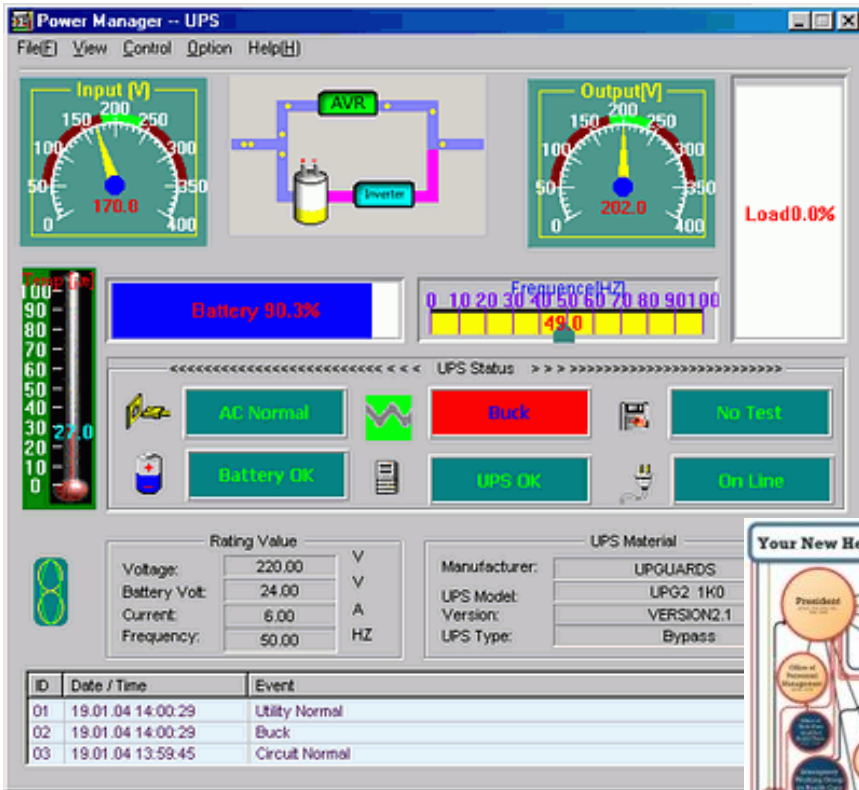 Power Manager -- UPS
File(F) View Control Option Help(H)
Input (V)
0 50 100 150 200 250 300 350 400
170.0
AVR
Inverter
Output[V]
0 50 100 150 200 250 300 350 400
202.0
Load0.0%
100
90
80
70
60
50
40
30
20
10
0
27.0
Battery 90.3%
Frequence[HZ]
0 10 20 30 40 50 60 70 80 90 100
49.0
<<<<<<<<<<<<<<<<<<<<<<<<< < < < UPS Status > > > >>>>>>>>>>>>>>>>>>>>>>>>>
AC Normal Buck No Test
Battery OK UPS OK On Line
Rating Value
Voltage: 220.00 V
Battery Volt: 24.00 V
Current: 6.00 A
Frequency: 50.00 HZ
UPS Material
Manufacturer: UPGUARDS
UPS Model: UPG2 1K0
Version: VERSION2.1
UPS Type: Bypass
ID Date / Time Event
01 19.01.04 14:00:29 Utility Normal
02 19.01.04 14:00:29 Buck
03 19.01.04 13:59:45 Circuit Normal
Your New He
President
Office of
Personnel
Management